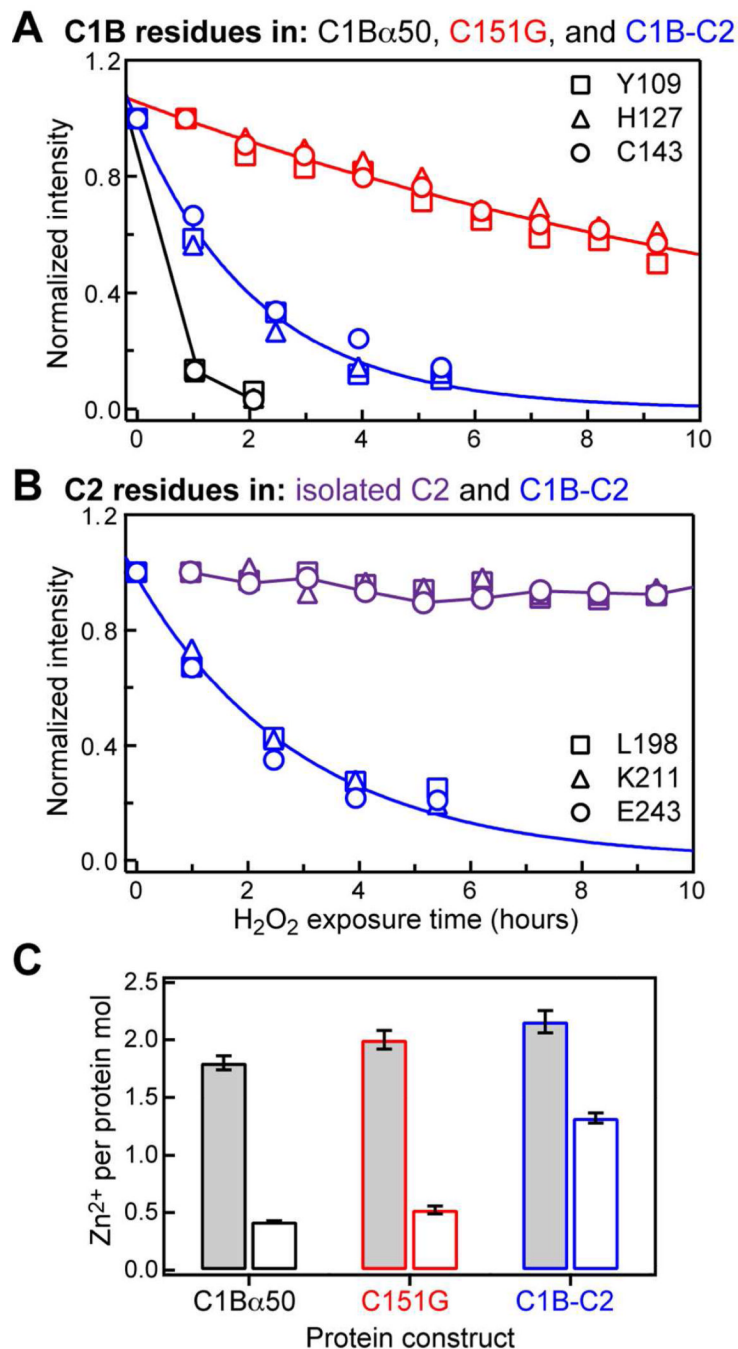 A C1B residues in: C1Bα50, C151G, and C1B-C2
1.2
0.8
0.4
0.0
Normalized intensity
Y109
H127
C143
0 2 4 6 8 10
B C2 residues in: isolated C2 and C1B-C2
1.2
0.8
0.4
0.0
Normalized intensity
L198
K211
E243
0 2 4 6 8 10
H₂O₂ exposure time (hours)
C
2.5
2.0
1.5
1.0
0.5
0.0
Zn²⁺ per protein mol
C1Bα50 C151G C1B-C2
Protein construct